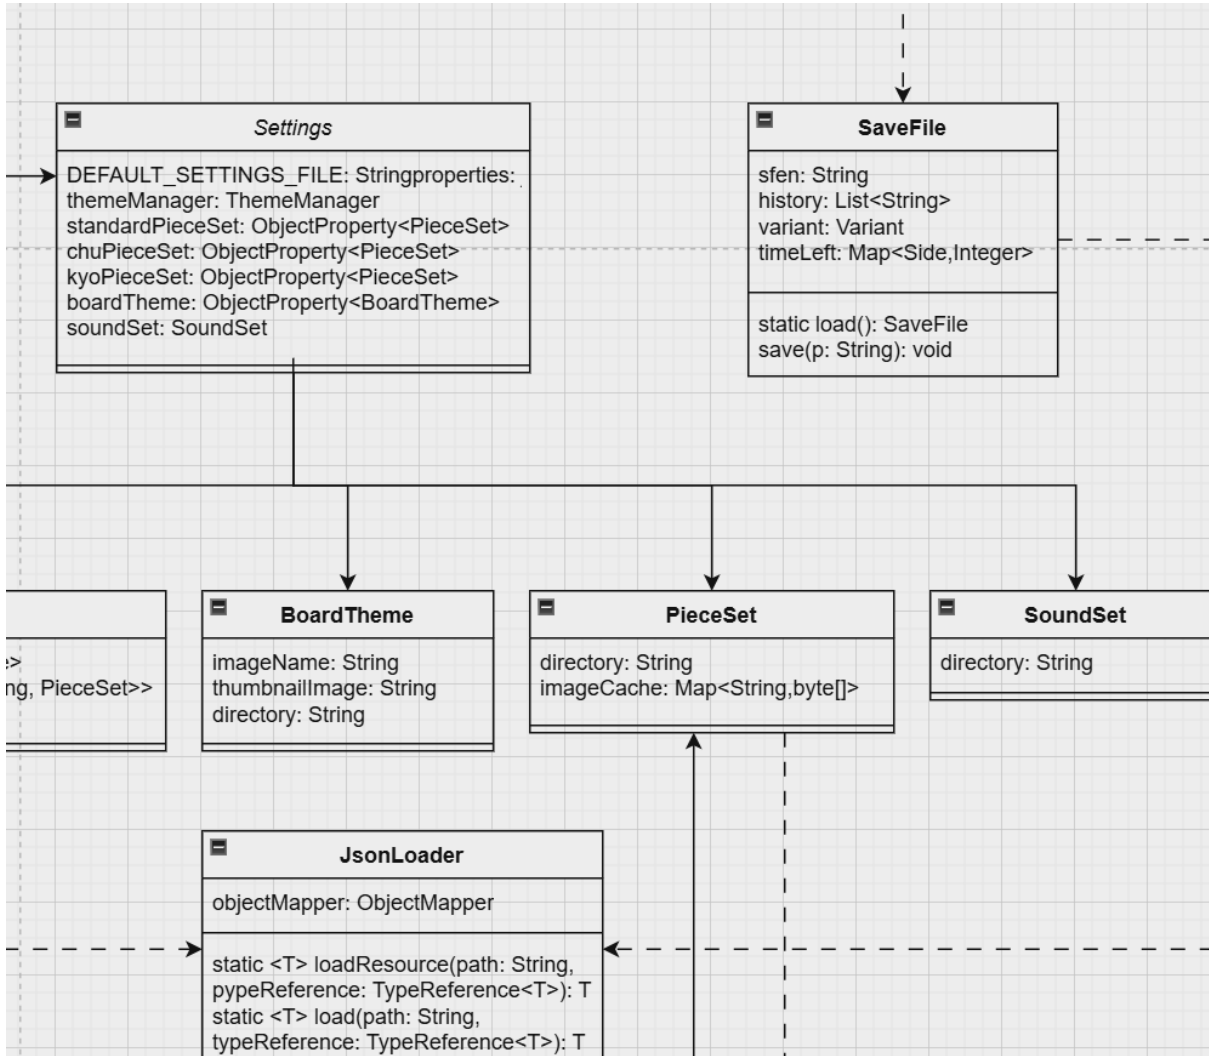 Settings
DEFAULT_SETTINGS_FILE: Stringproperties:
themeManager: ThemeManager
standardPieceSet: ObjectProperty<PieceSet>
chuPieceSet: ObjectProperty<PieceSet>
kyoPieceSet: ObjectProperty<PieceSet>
boardTheme: ObjectProperty<BoardTheme>
soundSet: SoundSet
SaveFile
sfen: String
history: List<String>
variant: Variant
timeLeft: Map<Side,Integer>
static load(): SaveFile
save(p: String): void
>
ng, PieceSet>>
BoardTheme
imageName: String
thumbnailImage: String
directory: String
PieceSet
directory: String
imageCache: Map<String,byte[]>
SoundSet
directory: String
JsonLoader
objectMapper: ObjectMapper
static <T> loadResource(path: String,
pypeReference: TypeReference<T>): T
static <T> load(path: String,
typeReference: TypeReference<T>): T